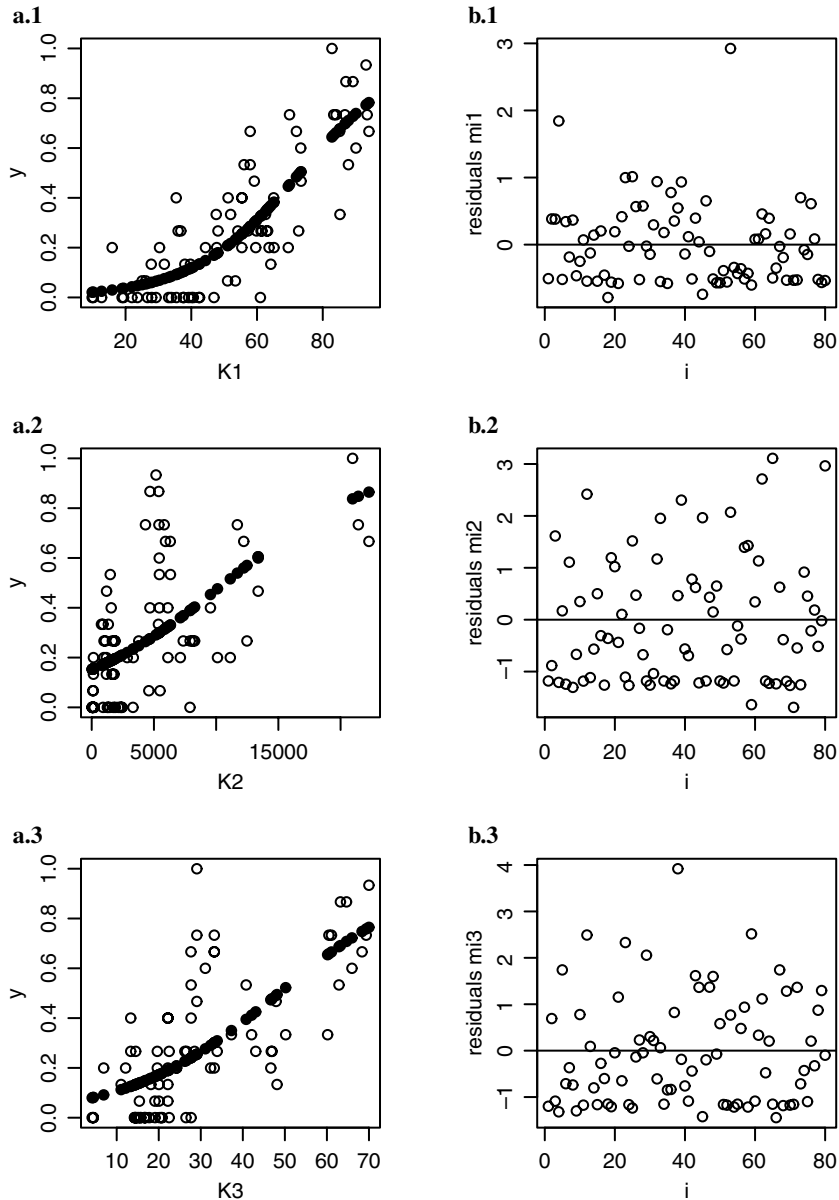 a.1
b.1
y
0.0 0.2 0.4 0.6 0.8 1.0
20 40 60 80
K1
residuals mi1
0 1 2 3
0 20 40 60 80
i
a.2
b.2
y
0.0 0.2 0.4 0.6 0.8 1.0
0 5000 15000
K2
residuals mi2
−1 0 1 2 3
0 20 40 60 80
i
a.3
b.3
y
0.0 0.2 0.4 0.6 0.8 1.0
10 20 30 40 50 60 70
K3
residuals mi3
−1 0 1 2 3 4
0 20 40 60 80
i